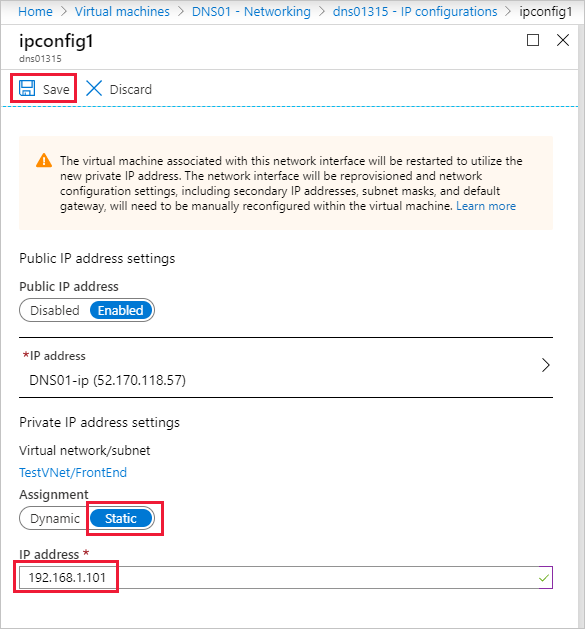 Home > Virtual machines > DNS01 - Networking > dns01315 - IP configurations > ipconfig1
ipconfig1
dns01315
Save Discard
The virtual machine associated with this network interface will be restarted to utilize the
new private IP address. The network interface will be reprovisioned and network
configuration settings, including secondary IP addresses, subnet masks, and default
gateway, will need to be manually reconfigured within the virtual machine. Learn more
Public IP address settings
Public IP address
Disabled Enabled
*IP address
DNS01-ip (52.170.118.57)
Private IP address settings
Virtual network/subnet
TestVNet/FrontEnd
Assignment
Dynamic Static
IP address *
192.168.1.101